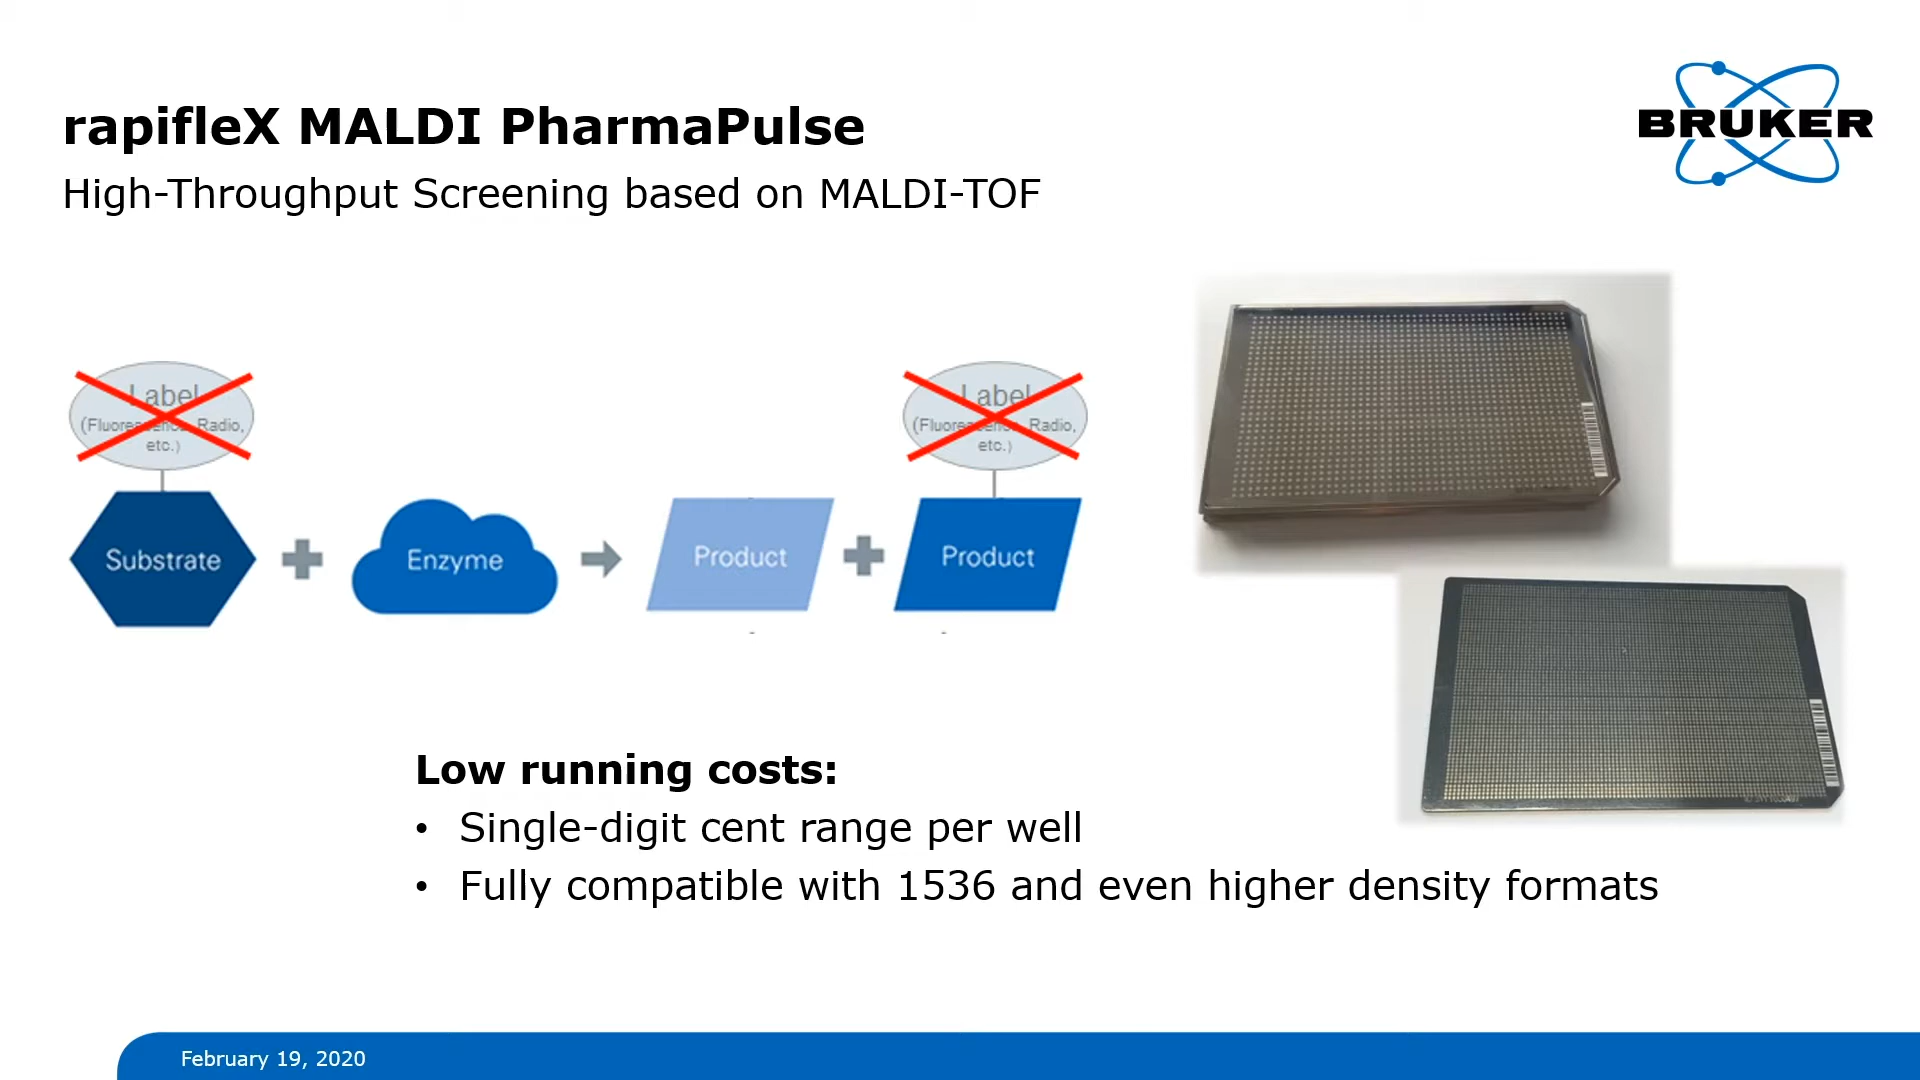 rapifleX MALDI PharmaPulse
High-Throughput Screening based on MALDI-TOF
BRUKER
Label
(Fluorescence, Radio,
etc.)
Label
(Fluorescence, Radio,
etc.)
Substrate
Enzyme
Product
Product
Low running costs:
• Single-digit cent range per well
• Fully compatible with 1536 and even higher density formats
February 19, 2020